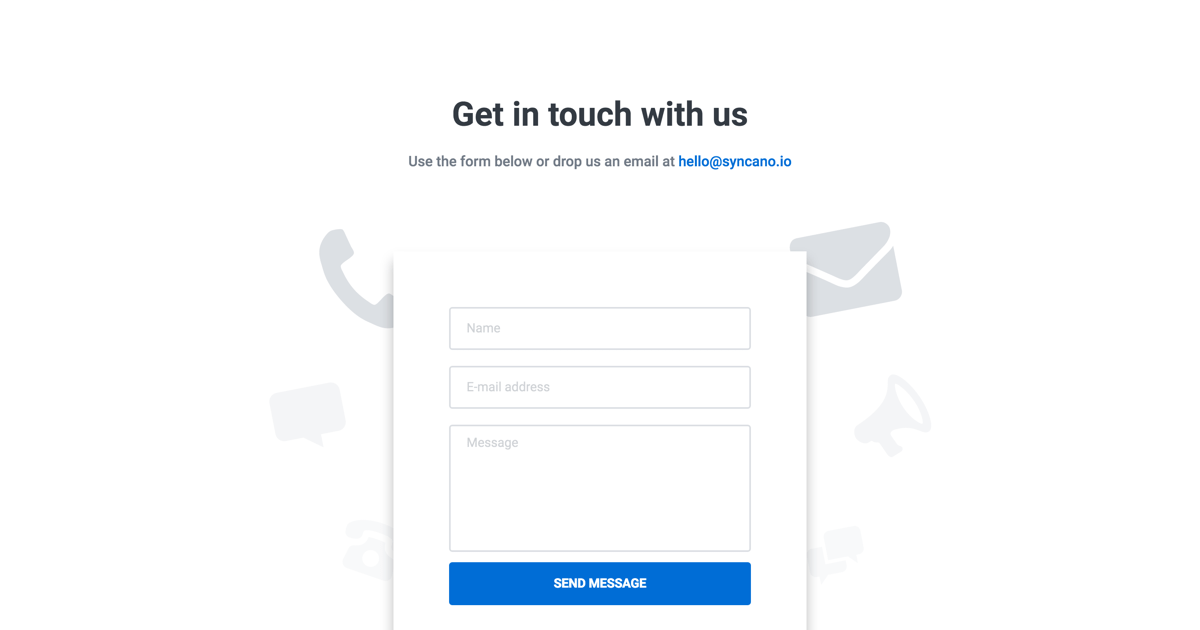 Get in touch with us
Use the form below or drop us an email at hello@syncano.io
Name
E-mail address
Message
SEND MESSAGE